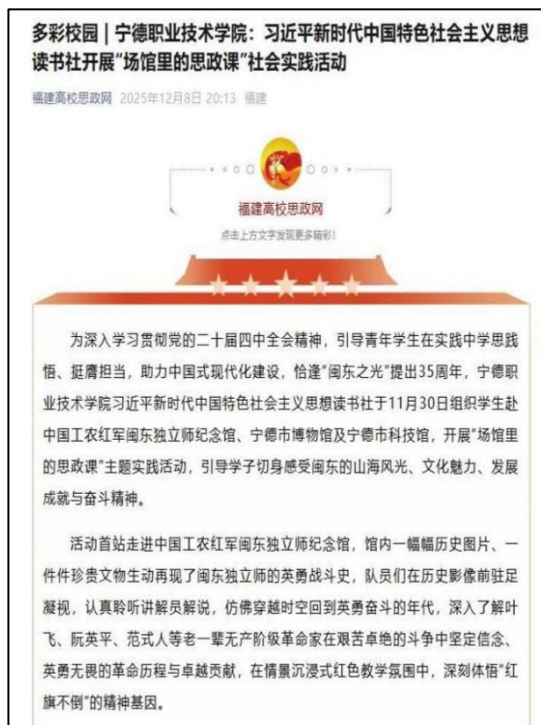 多彩校园 | 宁德职业技术学院：习近平新时代中国特色社会主义思想
读书社开展“场馆里的思政课”社会实践活动
福建高校思政网 2025年12月8日 20:13 福建
福建高校思政网
点击上方文字发现更多精彩！
为深入学习贯彻党的二十届四中全会精神，引导青年学生在实践中学思践
悟、挺膺担当，助力中国式现代化建设，恰逢“闽东之光”提出35周年，宁德职
业技术学院习近平新时代中国特色社会主义思想读书社于11月30日组织学生赴
中国工农红军闽东独立师纪念馆、宁德市博物馆及宁德市科技馆，开展“场馆里
的思政课”主题实践活动，引导学子切身感受闽东的山海风光、文化魅力、发展
成就与奋斗精神。
活动首站走进中国工农红军闽东独立师纪念馆，馆内一幅幅历史图片、一
件件珍贵文物生动再现了闽东独立师的英勇战斗史，队员们在历史影像前驻足
凝视，认真聆听讲解员解说，仿佛穿越时空回到英勇奋斗的年代，深入了解叶
飞、阮英平、范式人等老一辈无产阶级革命家在艰苦卓绝的斗争中坚定信念、
英勇无畏的革命历程与卓越贡献，在情景沉浸式红色教学氛围中，深刻体悟“红
旗不倒”的精神基因。